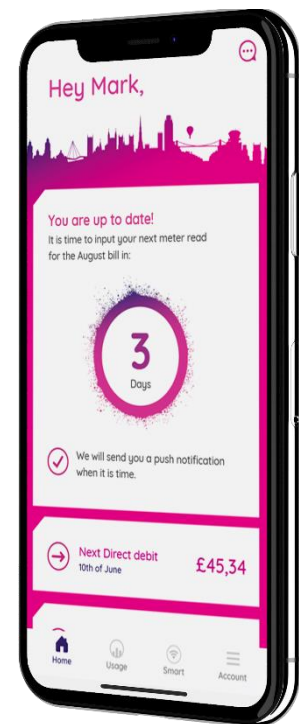 Hey Mark,
You are up to date!
It is time to input your next meter read
for the August bill in:
3
Days
We will send you a push notification
when it is time.
Next Direct debit
£45,34
10th of June
Home
Usage
Smart
Account